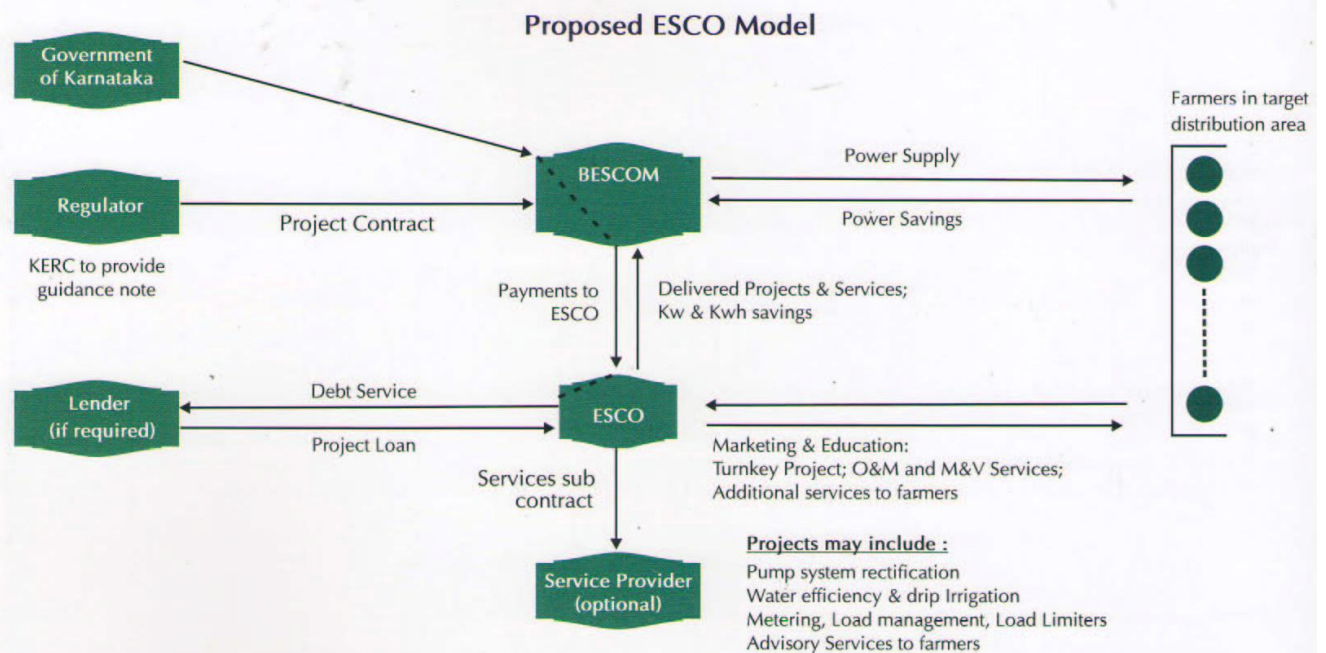 Proposed ESCO Model
Government
of Karnataka
Farmers in target
distribution area
BESCOM
Power Supply
Regulator
Project Contract
Power Savings
KERC to provide
guidance note
Payments to
ESCO
Delivered Projects & Services;
Kw & Kwh savings
Lender
(if required)
Debt Service
Project Loan
ESCO
Marketing & Education:
Turnkey Project; O&M and M&V Services;
Additional services to farmers
Services sub
contract
Service Provider
(optional)
Projects may include :
Pump system rectification
Water efficiency & drip Irrigation
Metering, Load management, Load Limiters
Advisory Services to farmers